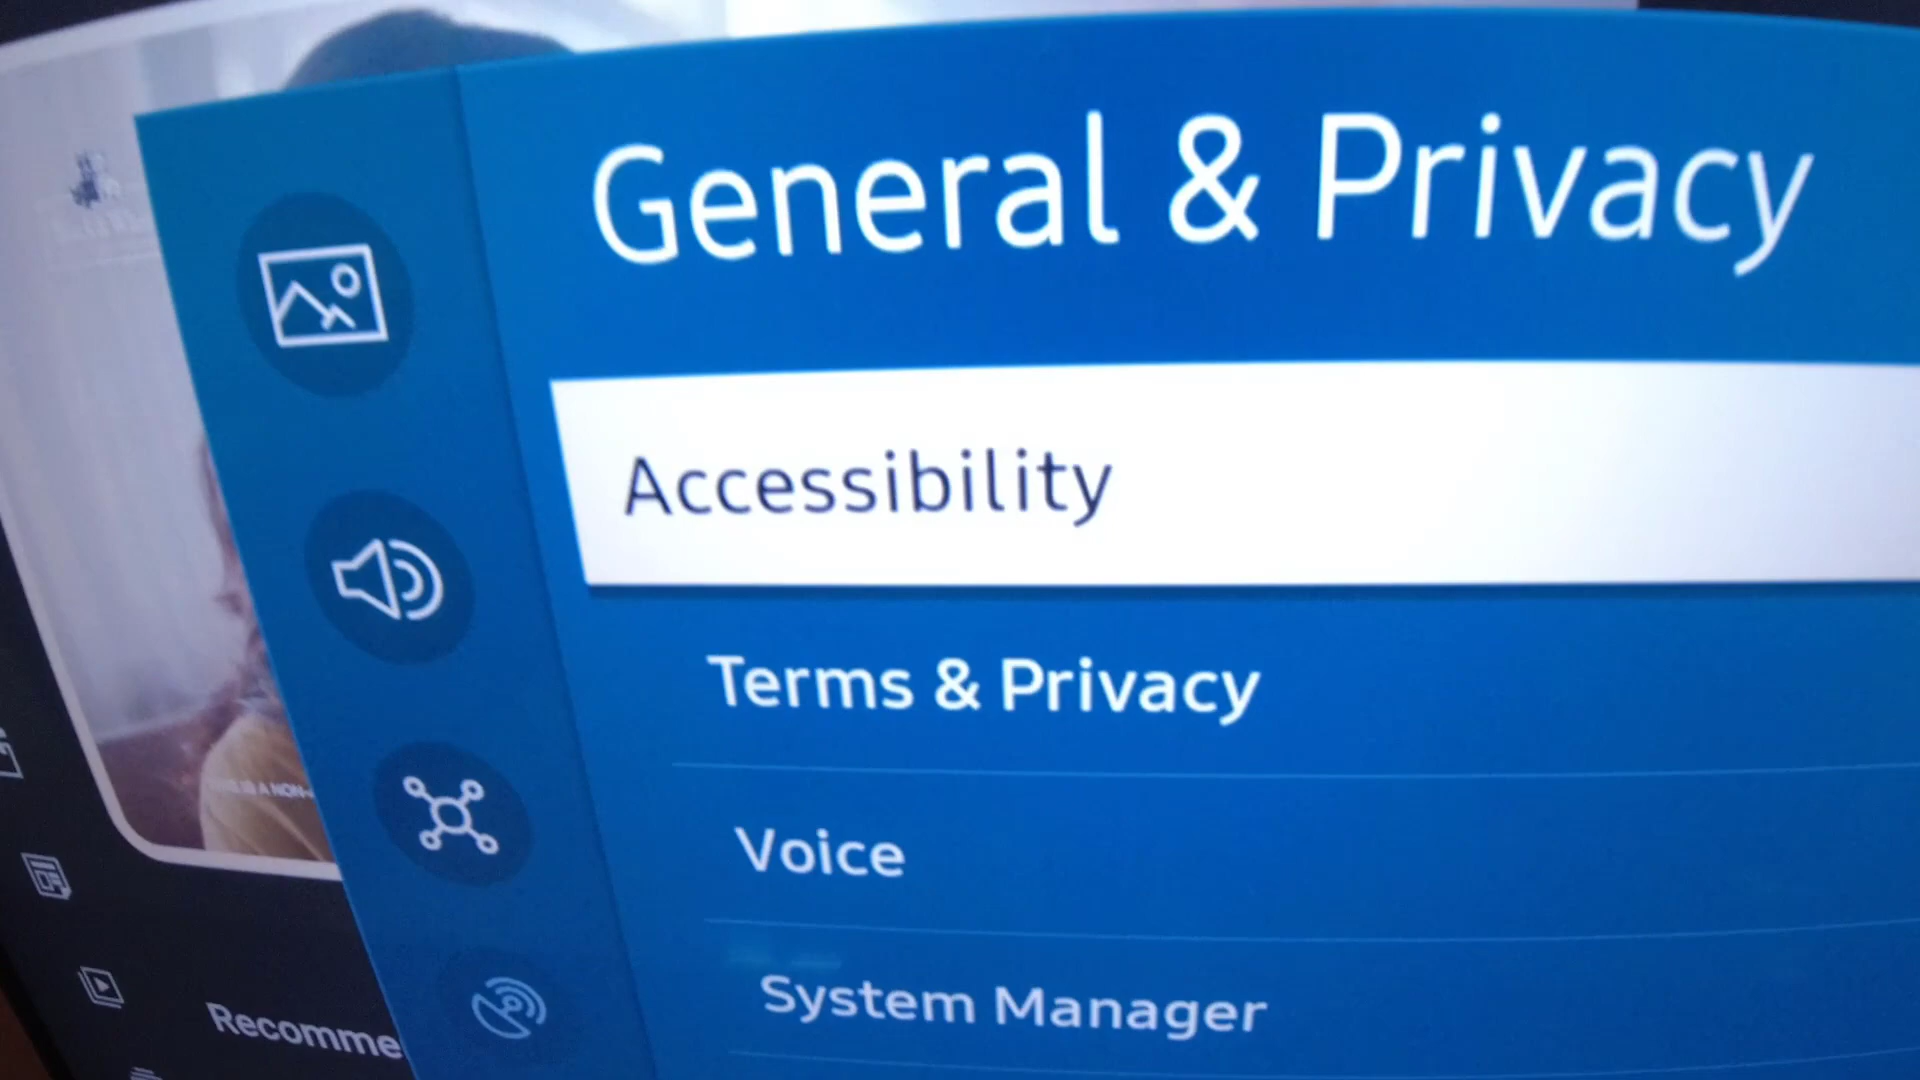 General & Privacy
Accessibility
Terms & Privacy
Voice
System Manager
Recomme